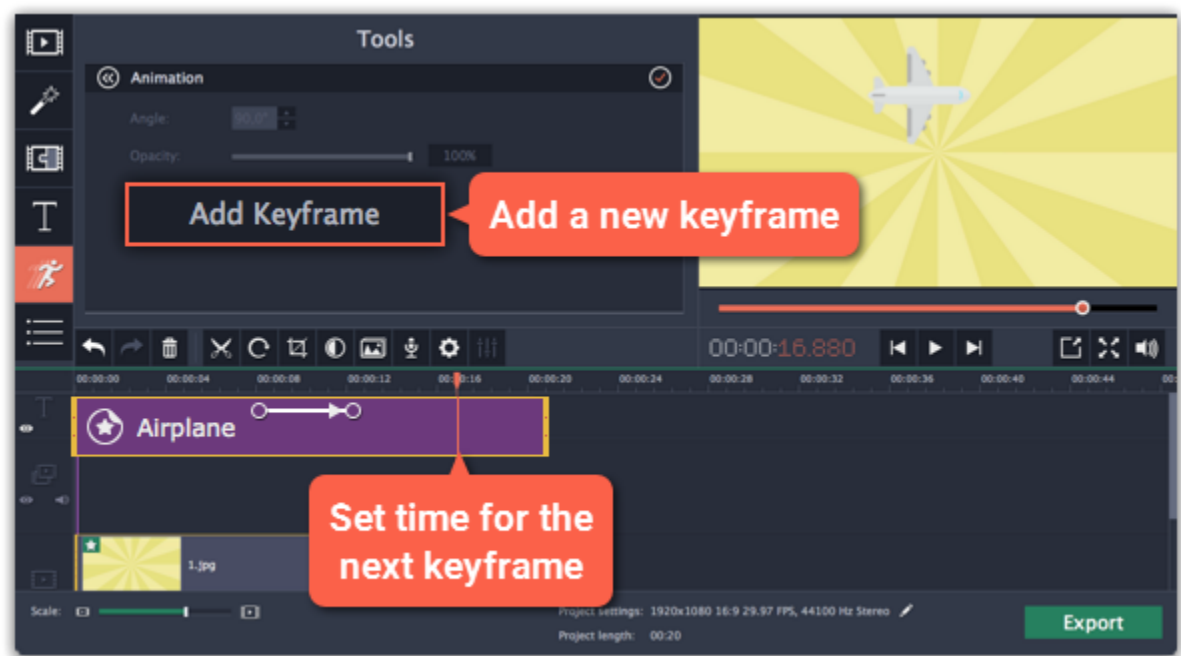 Tools
Animation
Angle: 90.0°
Opacity: 100%
Add Keyframe
Add a new keyframe
00:00:16.880
00:00:00 00:00:04 00:00:08 00:00:12 00:00:16 00:00:20 00:00:24 00:00:28 00:00:32 00:00:36 00:00:40 00:00:44 00:
Airplane
Set time for the
next keyframe
1.jpg
Scale:
Project settings: 1920x1080 16:9 29.97 FPS, 44100 Hz Stereo
Project length: 00:20
Export